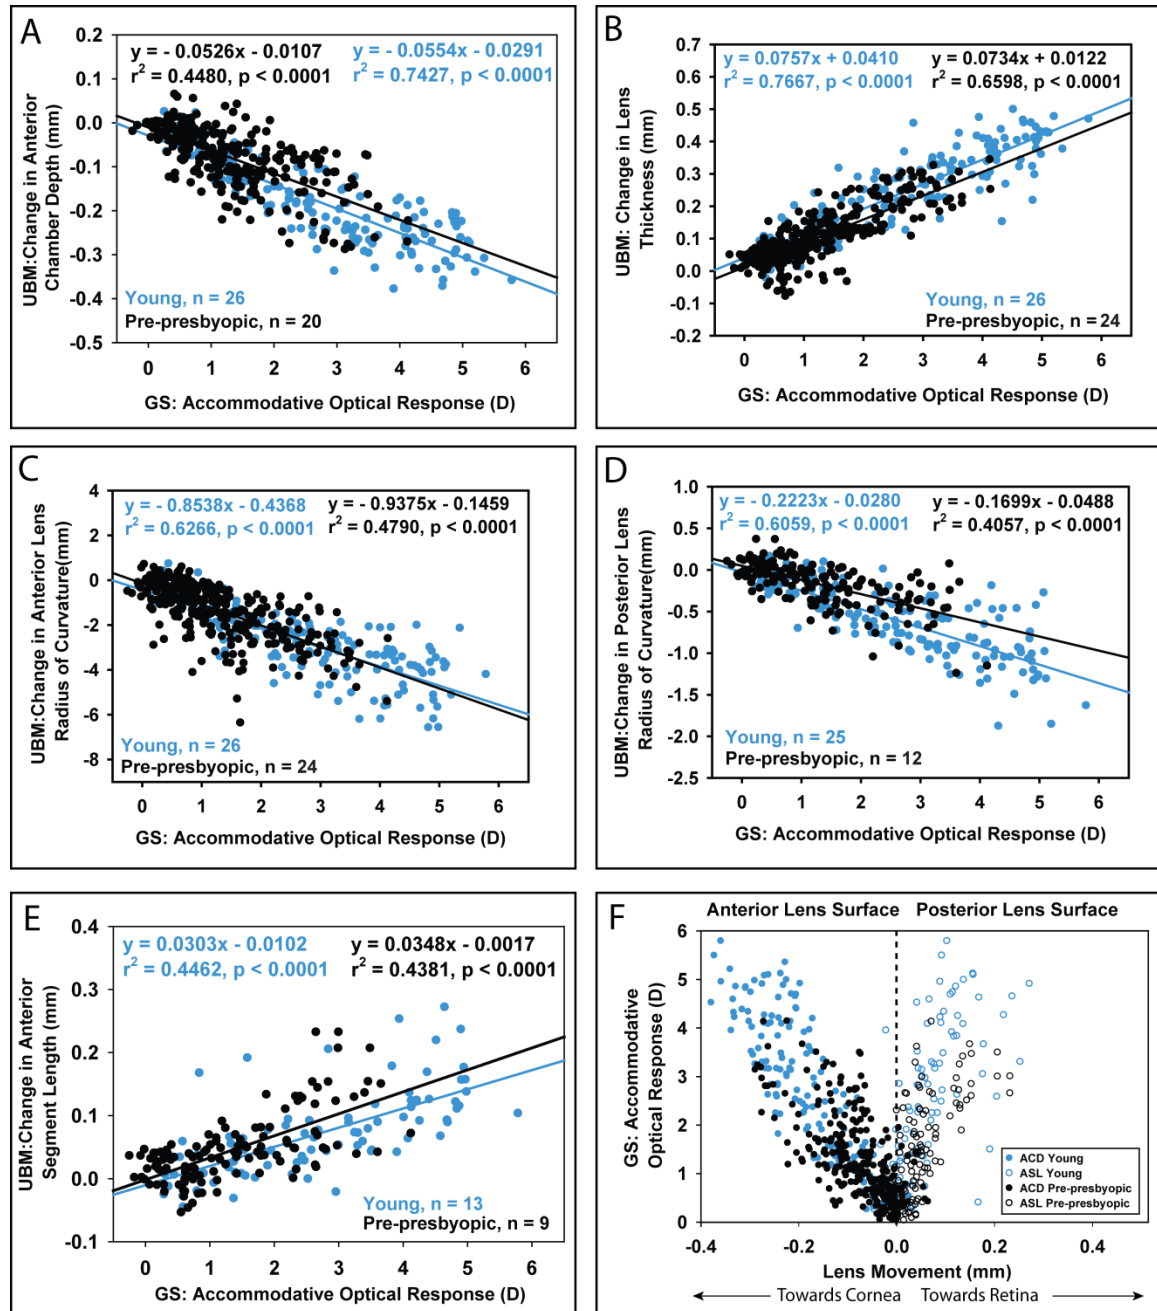 A
y = - 0.0526x - 0.0107
r² = 0.4480, p < 0.0001
y = - 0.0554x - 0.0291
r² = 0.7427, p < 0.0001
0.2
0.1
0.0
-0.1
-0.2
-0.3
-0.5
UBM:Change in Anterior
Chamber Depth (mm)
Young, n = 26
Pre-presbyopic, n = 20
0 1 2 3 4 5 6
GS: Accommodative Optical Response (D)
B
y = 0.0757x + 0.0410
r² = 0.7667, p < 0.0001
y = 0.0734x + 0.0122
r² = 0.6598, p < 0.0001
0.7
0.6
0.5
0.4
0.3
0.2
0.1
0.0
-0.1
-0.2
UBM: Change in Lens
Thickness (mm)
Young, n = 26
Pre-presbyopic, n = 24
0 1 2 3 4 5 6
GS: Accommodative Optical Response (D)
C
y = - 0.8538x - 0.4368
r² = 0.6266, p < 0.0001
y = - 0.9375x - 0.1459
r² = 0.4790, p < 0.0001
4
2
0
-2
-4
-6
-8
UBM:Change in Anterior Lens
Radius of Curvature(mm)
Young, n = 26
Pre-presbyopic, n = 24
0 1 2 3 4 5 6
GS: Accommodative Optical Response (D)
D
y = - 0.2223x - 0.0280
r² = 0.6059, p < 0.0001
y = - 0.1699x - 0.0488
r² = 0.4057, p < 0.0001
1.0
0.5
0.0
-0.5
-1.0
-1.5
-2.0
-2.5
UBM:Change in Posterior Lens
Radius of Curvature(mm)
Young, n = 25
Pre-presbyopic, n = 12
0 1 2 3 4 5 6
GS: Accommodative Optical Response (D)
E
y = 0.0303x - 0.0102
r² = 0.4462, p < 0.0001
y = 0.0348x - 0.0017
r² = 0.4381, p < 0.0001
0.4
0.3
0.2
0.1
0.0
-0.1
UBM:Change in Anterior
Segment Length (mm)
Young, n = 13
Pre-presbyopic, n = 9
0 1 2 3 4 5 6
GS: Accommodative Optical Response (D)
F
Anterior Lens Surface Posterior Lens Surface
6
5
4
3
2
1
0
GS: Accommodative
Optical Response (D)
ACD Young
ASL Young
ACD Pre-presbyopic
ASL Pre-presbyopic
-0.4 -0.2 0.0 0.2 0.4
Lens Movement (mm)
Towards Cornea Towards Retina